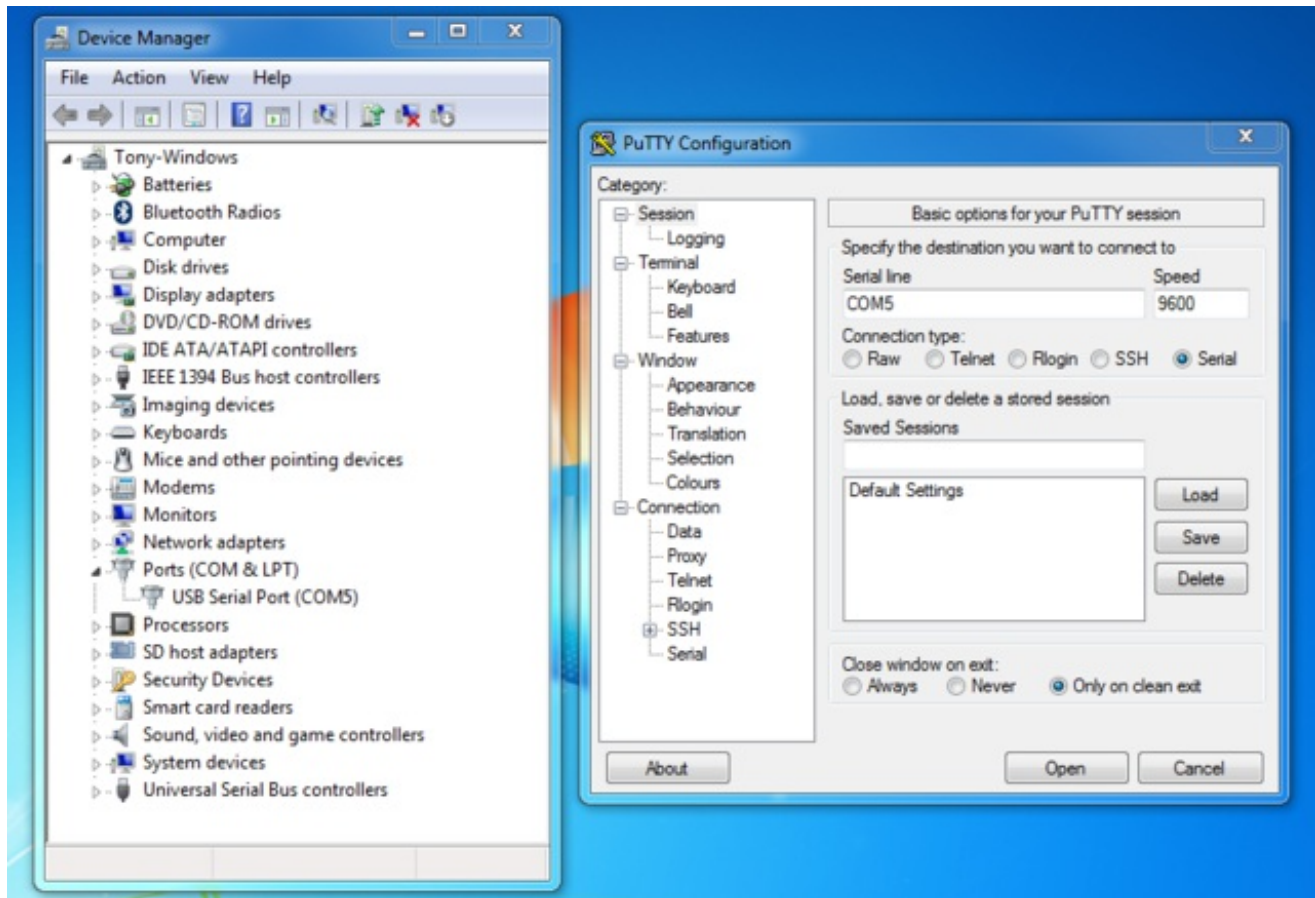 Device Manager
File Action View Help
Tony-Windows
Batteries
Bluetooth Radios
Computer
Disk drives
Display adapters
DVD/CD-ROM drives
IDE ATA/ATAPI controllers
IEEE 1394 Bus host controllers
Imaging devices
Keyboards
Mice and other pointing devices
Modems
Monitors
Network adapters
Ports (COM & LPT)
USB Serial Port (COM5)
Processors
SD host adapters
Security Devices
Smart card readers
Sound, video and game controllers
System devices
Universal Serial Bus controllers
PuTTY Configuration
Category:
Session
Logging
Terminal
Keyboard
Bell
Features
Window
Appearance
Behaviour
Translation
Selection
Colours
Connection
Data
Proxy
Telnet
Rlogin
SSH
Serial
Basic options for your PuTTY session
Specify the destination you want to connect to
Serial line Speed
COM5 9600
Connection type:
Raw Telnet Rlogin SSH Serial
Load, save or delete a stored session
Saved Sessions
Default Settings
Load
Save
Delete
Close window on exit:
Always Never Only on clean exit
About Open Cancel